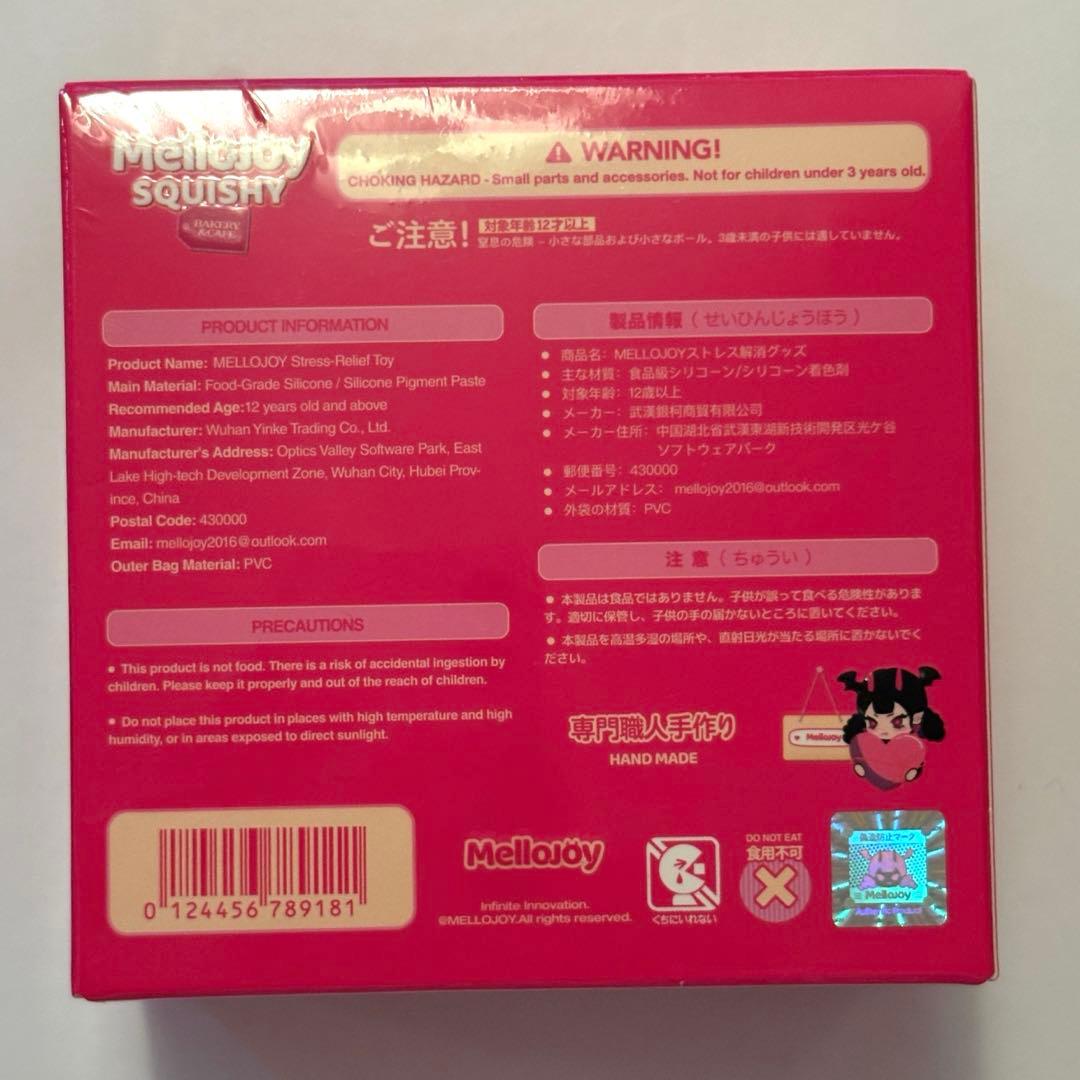 MelloJoy
SQUISHY
BAKERY
&CAFE
⚠ WARNING!
CHOKING HAZARD - Small parts and accessories. Not for children under 3 years old.
ご注意! 対象年齢12才以上
窒息の危険 – 小さな部品および小さなボール。3歳未満の子供には適していません。
PRODUCT INFORMATION
Product Name: MELLOJOY Stress-Relief Toy
Main Material: Food-Grade Silicone / Silicone Pigment Paste
Recommended Age:12 years old and above
Manufacturer: Wuhan Yinke Trading Co., Ltd.
Manufacturer's Address: Optics Valley Software Park, East
Lake High-tech Development Zone, Wuhan City, Hubei Prov-
ince, China
Postal Code: 430000
Email: mellojoy2016@outlook.com
Outer Bag Material: PVC
PRECAUTIONS
• This product is not food. There is a risk of accidental ingestion by
children. Please keep it properly and out of the reach of children.
• Do not place this product in places with high temperature and high
humidity, or in areas exposed to direct sunlight.
0 124456 789181
製品情報(せいひんじょうほう)
• 商品名: MELLOJOYストレス解消グッズ
• 主な材質: 食品級シリコーン/シリコーン着色剤
• 対象年齢: 12歳以上
• メーカー: 武漢銀柯商貿有限公司
• メーカー住所: 中国湖北省武漢東湖新技術開発区光ケ谷
ソフトウェアパーク
• 郵便番号: 430000
• メールアドレス: mellojoy2016@outlook.com
• 外袋の材質: PVC
注 意(ちゅうい)
• 本製品は食品ではありません。子供が誤って食べる危険性がありま
す。適切に保管し、子供の手の届かないところに置いてください。
• 本製品を高温多湿の場所や、直射日光が当たる場所に置かないでく
ださい。
専門職人手作り
HAND MADE
MelloJoy
MelloJoy
Infinite Innovation.
@MELLOJOY.All rights reserved.
くちにいれない
DO NOT EAT
食用不可
偽造防止マーク
MelloJoy
Authentic Product